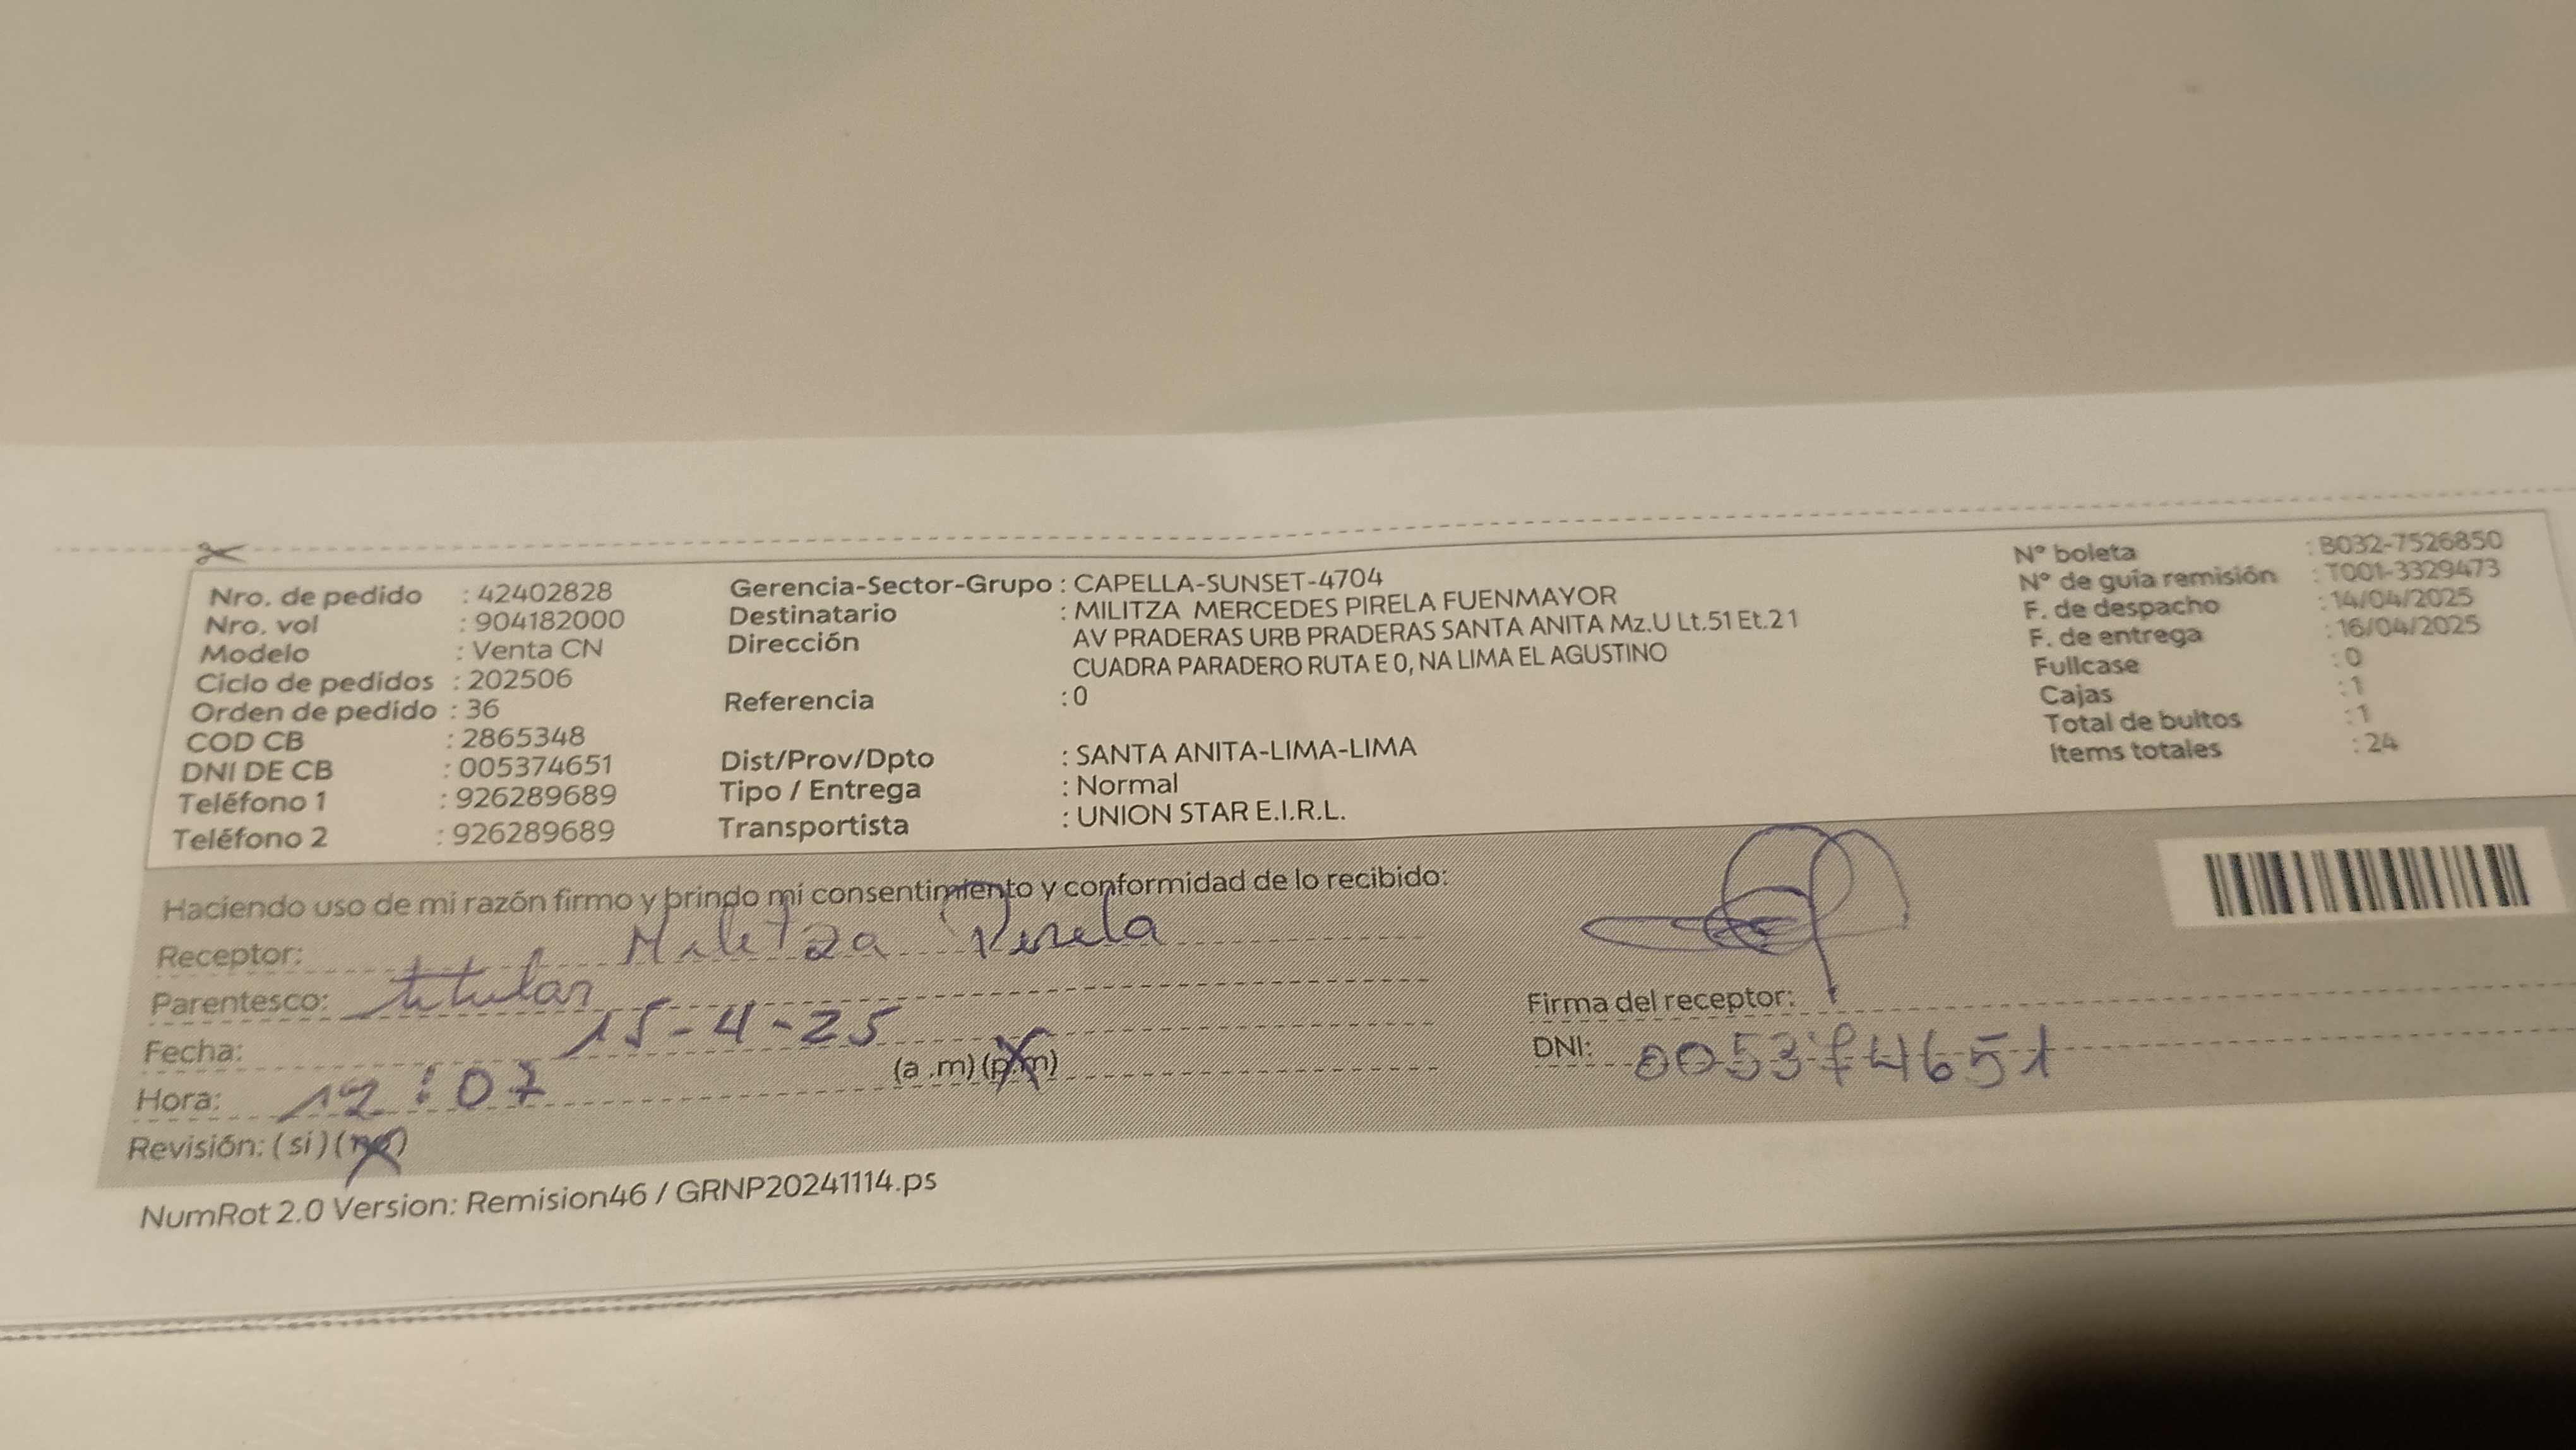 Nro. de pedido : 42402828
Nro. vol : 904182000
Modelo : Venta CN
Ciclo de pedidos : 202506
Orden de pedido : 36
COD CB : 2865348
DNI DE CB : 005374651
Teléfono 1 : 926289689
Teléfono 2 : 926289689
Gerencia-Sector-Grupo : CAPELLA-SUNSET-4704
Destinatario : MILITZA MERCEDES PIRELA FUENMAYOR
Dirección AV PRADERAS URB PRADERAS SANTA ANITA Mz.U Lt.51 Et.2 1
CUADRA PARADERO RUTA E 0, NA LIMA EL AGUSTINO
Referencia : 0
Dist/Prov/Dpto : SANTA ANITA-LIMA-LIMA
Tipo / Entrega : Normal
Transportista : UNION STAR E.I.R.L.
N° boleta : B032-7526850
N° de guía remisión : T001-3329473
F. de despacho : 14/04/2025
F. de entrega : 16/04/2025
Fullcase : 0
Cajas : 1
Total de bultos : 1
Items totales : 24
Haciendo uso de mi razón firmo y brindo mi consentimiento y conformidad de lo recibido:
Receptor: Militza Pirela
Parentesco: titular
Fecha: 15-4-25
Hora: 12:07 (a .m) (p.m)
Revisión: (si) (no)
Firma del receptor:
DNI: 005374651
NumRot 2.0 Version: Remision46 / GRNP20241114.ps